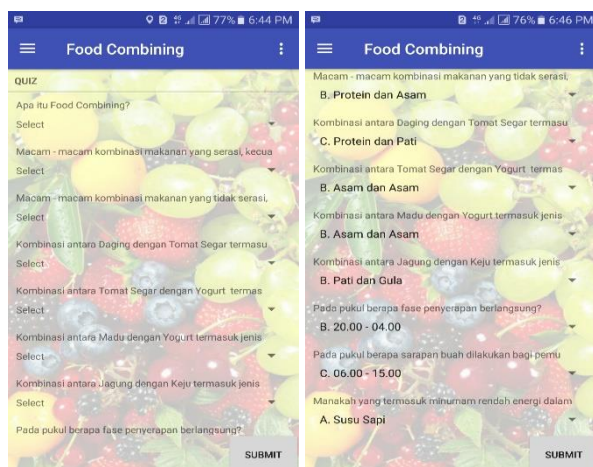 77% 6:44 PM
Food Combining
QUIZ
Apa itu Food Combining?
Select
Macam - macam kombinasi makanan yang serasi, kecua
Select
Macam - macam kombinasi makanan yang tidak serasi,
Select
Kombinasi antara Daging dengan Tomat Segar termasu
Select
Kombinasi antara Tomat Segar dengan Yogurt termas
Select
Kombinasi antara Madu dengan Yogurt termasuk jenis
Select
Kombinasi antara Jagung dengan Keju termasuk jenis
Select
Pada pukul berapa fase penyerapan berlangsung?
SUBMIT
76% 6:46 PM
Food Combining
Macam - macam kombinasi makanan yang tidak serasi,
B. Protein dan Asam
Kombinasi antara Daging dengan Tomat Segar termasu
C. Protein dan Pati
Kombinasi antara Tomat Segar dengan Yogurt termas
B. Asam dan Asam
Kombinasi antara Madu dengan Yogurt termasuk jenis
B. Asam dan Asam
Kombinasi antara Jagung dengan Keju termasuk jenis
B. Pati dan Gula
Pada pukul berapa fase penyerapan berlangsung?
B. 20.00 - 04.00
Pada pukul berapa sarapan buah dilakukan bagi pemu
C. 06.00 - 15.00
Manakah yang termasuk minumam rendah energi dalam
A. Susu Sapi
SUBMIT